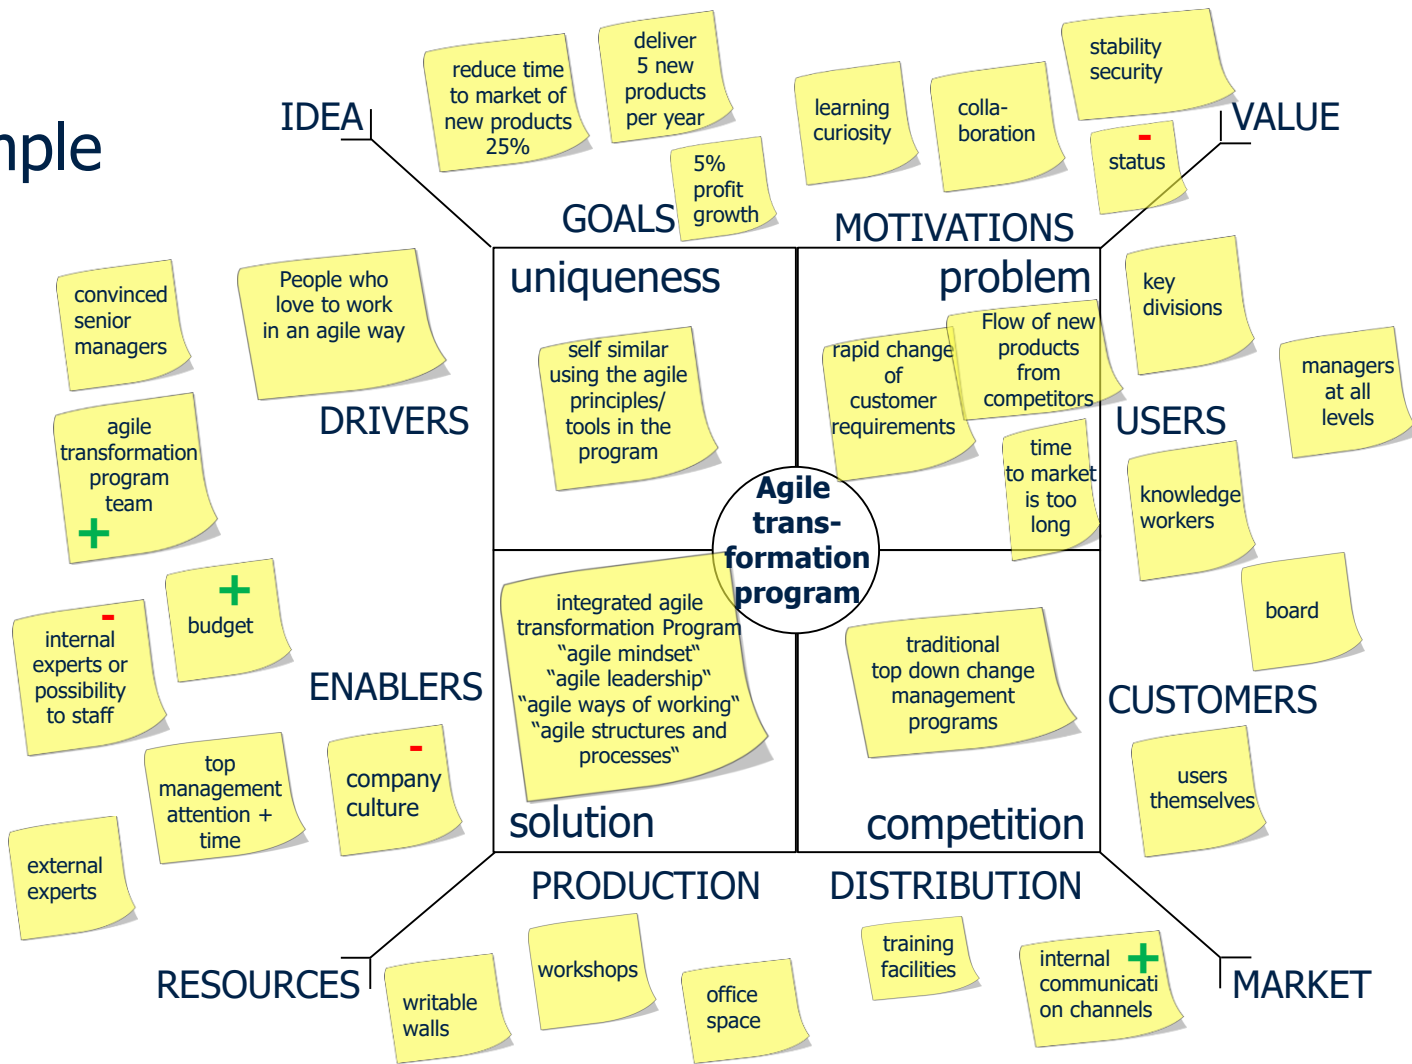 mple
IDEA
reduce time
to market of
new products
25%
deliver
5 new
products
per year
5%
profit
growth
GOALS
learning
curiosity
colla-
boration
stability
security
-
status
VALUE
MOTIVATIONS
convinced
senior
managers
People who
love to work
in an agile way
DRIVERS
agile
transformation
program
team
+
uniqueness
self similar
using the agile
principles/
tools in the
program
problem
rapid change
of
customer
requirements
Flow of new
products
from
competitors
time
to market
is too
long
key
divisions
managers
at all
levels
USERS
knowledge
workers
Agile
trans-
formation
program
-
internal
experts or
possibility
to staff
+
budget
ENABLERS
top
management
attention +
time
-
company
culture
external
experts
integrated agile
transformation Program
“agile mindset“
“agile leadership“
“agile ways of working“
“agile structures and
processes“
solution
traditional
top down change
management
programs
competition
board
CUSTOMERS
users
themselves
PRODUCTION
DISTRIBUTION
RESOURCES
writable
walls
workshops
office
space
training
facilities
internal +
communicati
on channels
MARKET